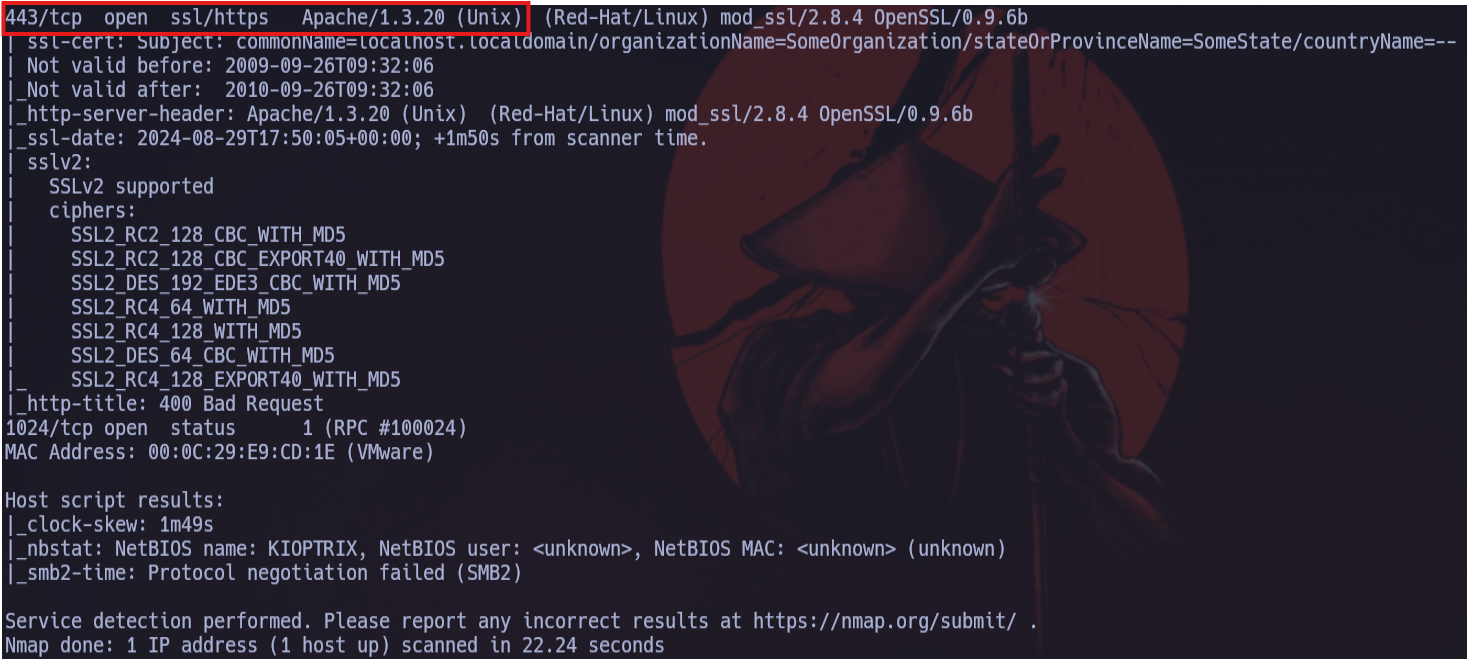 443/tcp  open  ssl/https   Apache/1.3.20 (Unix)  (Red-Hat/Linux) mod_ssl/2.8.4 OpenSSL/0.9.6b
| ssl-cert: Subject: commonName=localhost.localdomain/organizationName=SomeOrganization/stateOrProvinceName=SomeState/countryName=--
| Not valid before: 2009-09-26T09:32:06
|_Not valid after:  2010-09-26T09:32:06
|_http-server-header: Apache/1.3.20 (Unix)  (Red-Hat/Linux) mod_ssl/2.8.4 OpenSSL/0.9.6b
|_ssl-date: 2024-08-29T17:50:05+00:00; +1m50s from scanner time.
| sslv2:
|   SSLv2 supported
|   ciphers:
|     SSL2_RC2_128_CBC_WITH_MD5
|     SSL2_RC2_128_CBC_EXPORT40_WITH_MD5
|     SSL2_DES_192_EDE3_CBC_WITH_MD5
|     SSL2_RC4_64_WITH_MD5
|     SSL2_RC4_128_WITH_MD5
|     SSL2_DES_64_CBC_WITH_MD5
|_    SSL2_RC4_128_EXPORT40_WITH_MD5
|_http-title: 400 Bad Request
1024/tcp open  status      1 (RPC #100024)
MAC Address: 00:0C:29:E9:CD:1E (VMware)

Host script results:
|_clock-skew: 1m49s
|_nbstat: NetBIOS name: KIOPTRIX, NetBIOS user: <unknown>, NetBIOS MAC: <unknown> (unknown)
|_smb2-time: Protocol negotiation failed (SMB2)

Service detection performed. Please report any incorrect results at https://nmap.org/submit/ .
Nmap done: 1 IP address (1 host up) scanned in 22.24 seconds